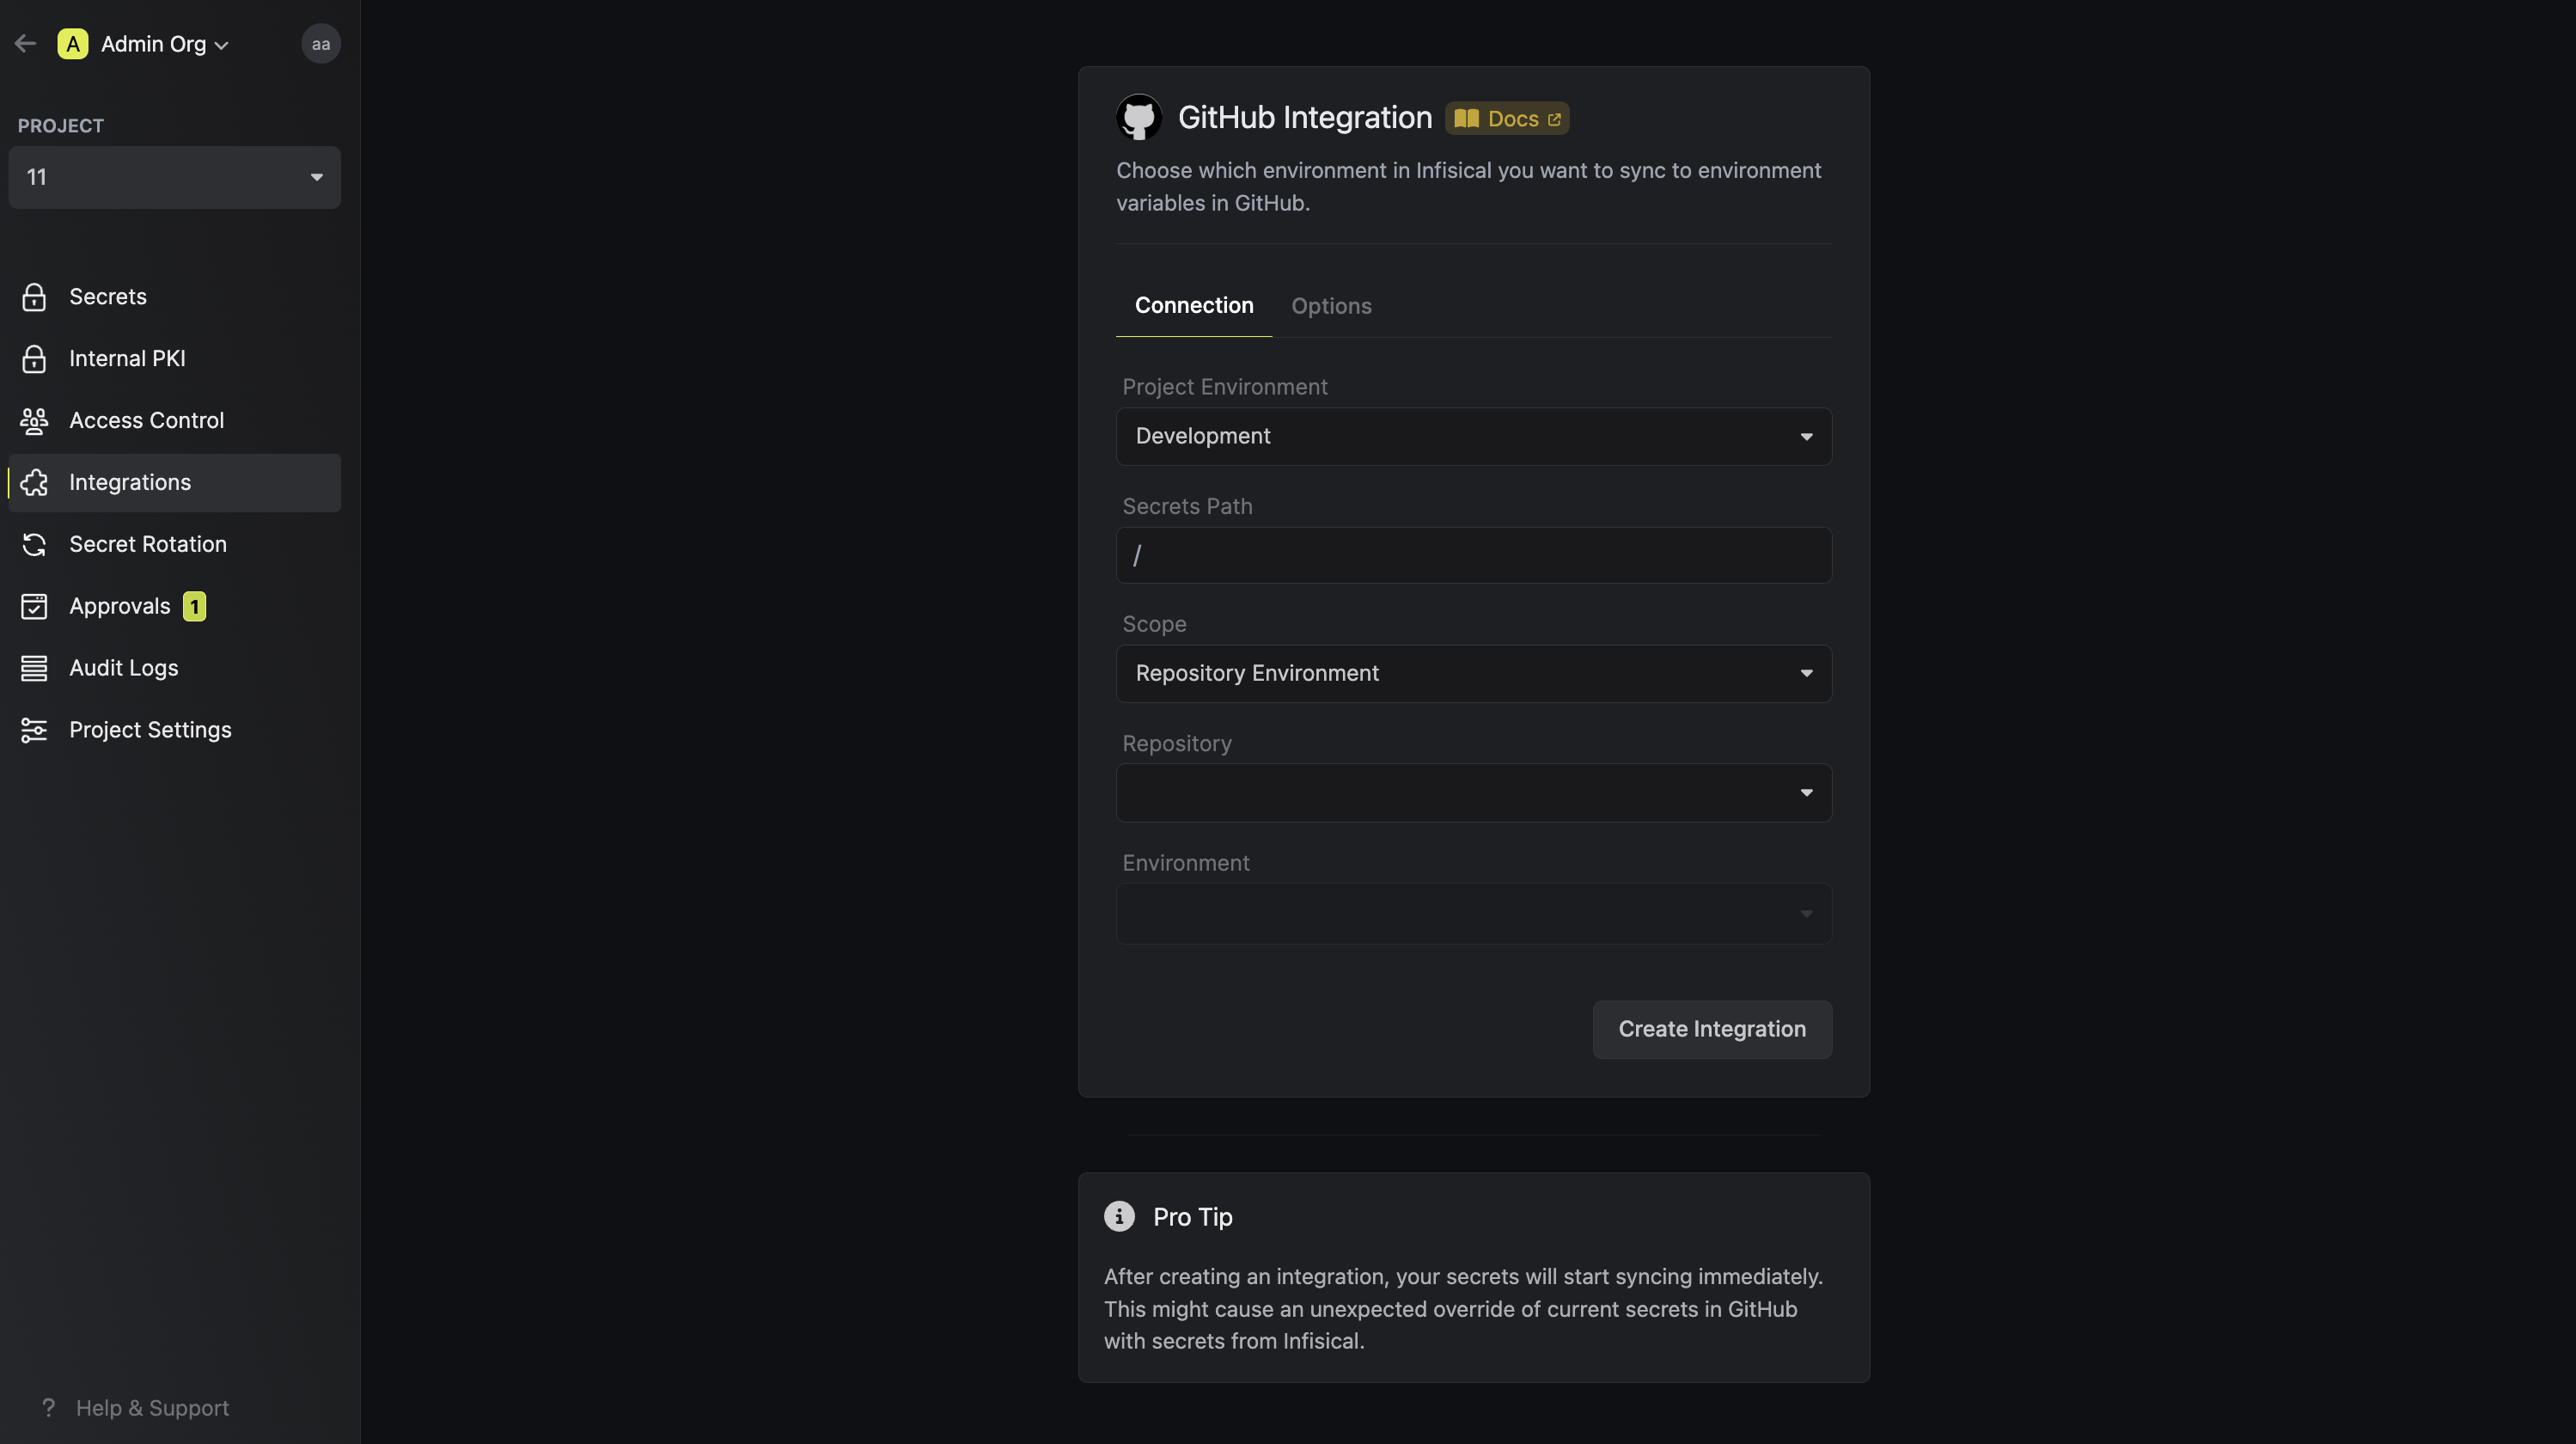 A Admin Org
aa
PROJECT
11
Secrets
Internal PKI
Access Control
Integrations
Secret Rotation
Approvals 1
Audit Logs
Project Settings
? Help & Support
GitHub Integration Docs
Choose which environment in Infisical you want to sync to environment
variables in GitHub.
Connection Options
Project Environment
Development
Secrets Path
/
Scope
Repository Environment
Repository
Environment
Create Integration
Pro Tip
After creating an integration, your secrets will start syncing immediately.
This might cause an unexpected override of current secrets in GitHub
with secrets from Infisical.